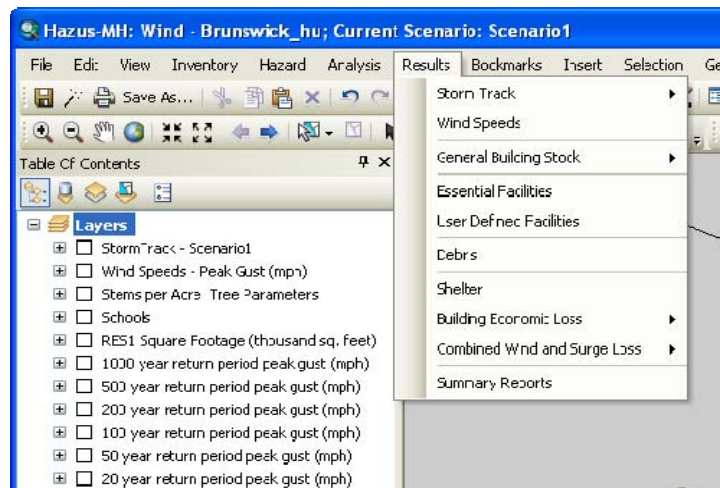 Hazus-MH: Wind - Brunswick_hu; Current Scenario: Scenario1
File Edit View Inventory Hazard Analysis Results Bookmarks Insert Selection Ge
Save As...
Table Of Contents
Storm Track
Wind Speeds
General Building Stock
Essential Facilities
User Defined Facilities
Debris
Shelter
Building Economic Loss
Combined Wind and Surge Loss
Summary Reports
Layers
StormTrack - Scenario1
Wind Speeds - Peak Gust (mph)
Stems per Acre Tree Parameters
Schools
RES1 Square Footage (thousand sq. feet)
1000 year return period peak gust (mph)
500 year return period peak gust (mph)
200 year return period peak gust (mph)
100 year return period peak gust (mph)
50 year return period peak gust (mph)
20 year return period peak gust (mph)